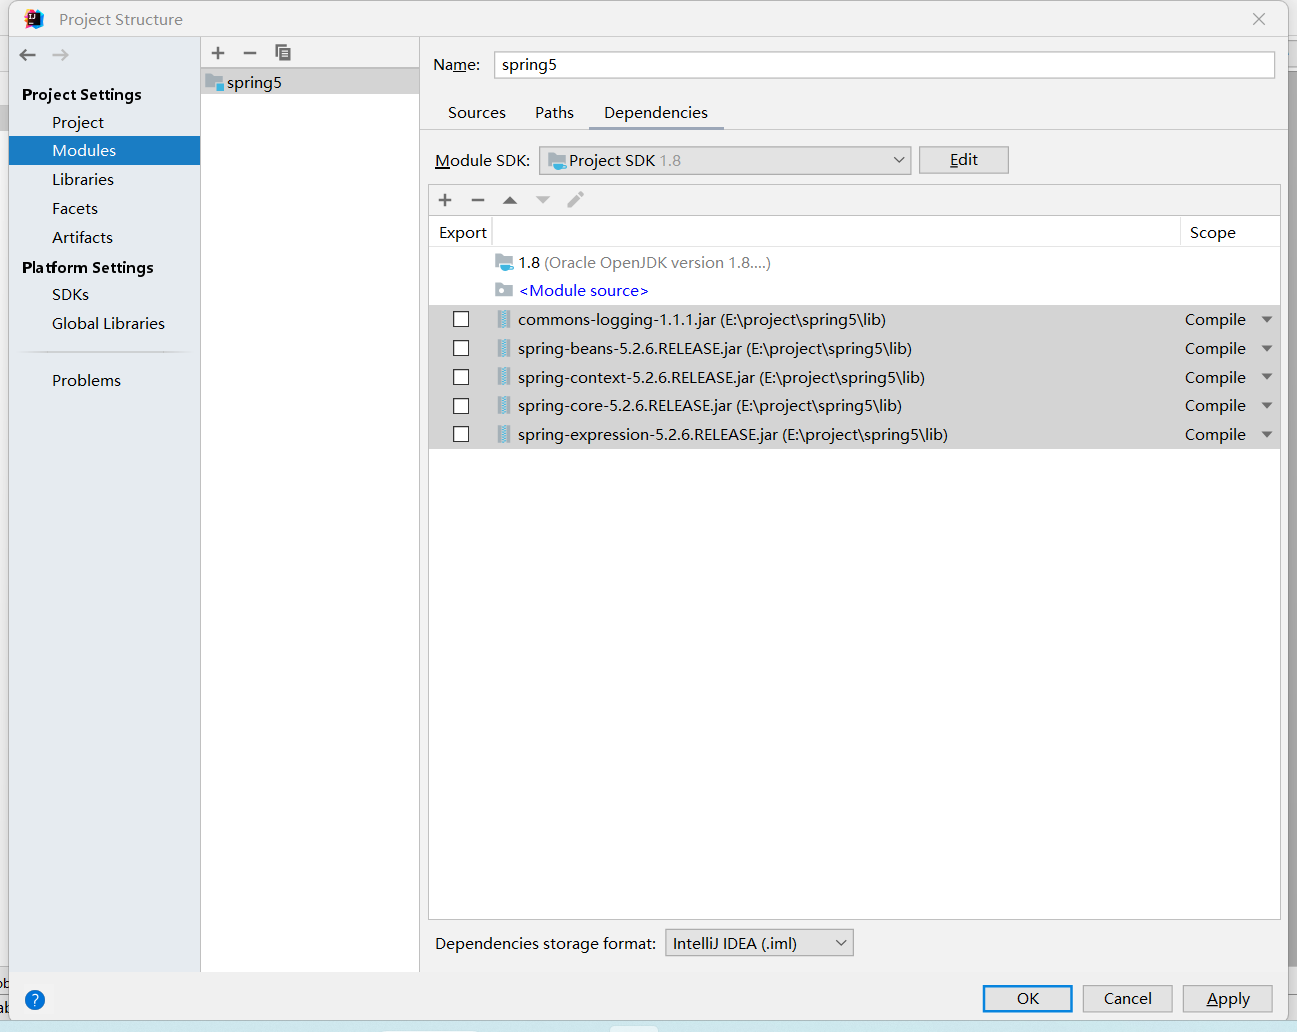 Project Structure
Project Settings
Project
Modules
Libraries
Facets
Artifacts
Platform Settings
SDKs
Global Libraries
Problems
spring5
Name: spring5
Sources Paths Dependencies
Module SDK: Project SDK 1.8 Edit
Export Scope
1.8 (Oracle OpenJDK version 1.8....)
<Module source>
commons-logging-1.1.1.jar (E:\project\spring5\lib) Compile
spring-beans-5.2.6.RELEASE.jar (E:\project\spring5\lib) Compile
spring-context-5.2.6.RELEASE.jar (E:\project\spring5\lib) Compile
spring-core-5.2.6.RELEASE.jar (E:\project\spring5\lib) Compile
spring-expression-5.2.6.RELEASE.jar (E:\project\spring5\lib) Compile
Dependencies storage format: IntelliJ IDEA (.iml)
? OK Cancel Apply